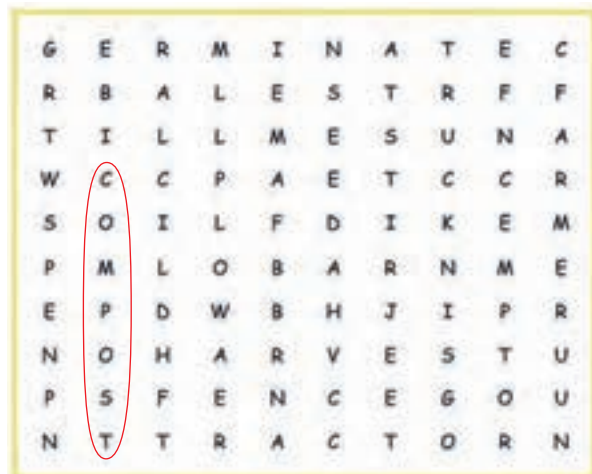 G E R M I N A T E C
R B A L E S T R F F
T I L L M E S U N A
W C C P A E T C C R
S O I L F D I K E M
P M L O B A R N M E
E P D W B H J I P R
N O H A R V E S T U
P S F E N C E G O U
N T T R A C T O R N